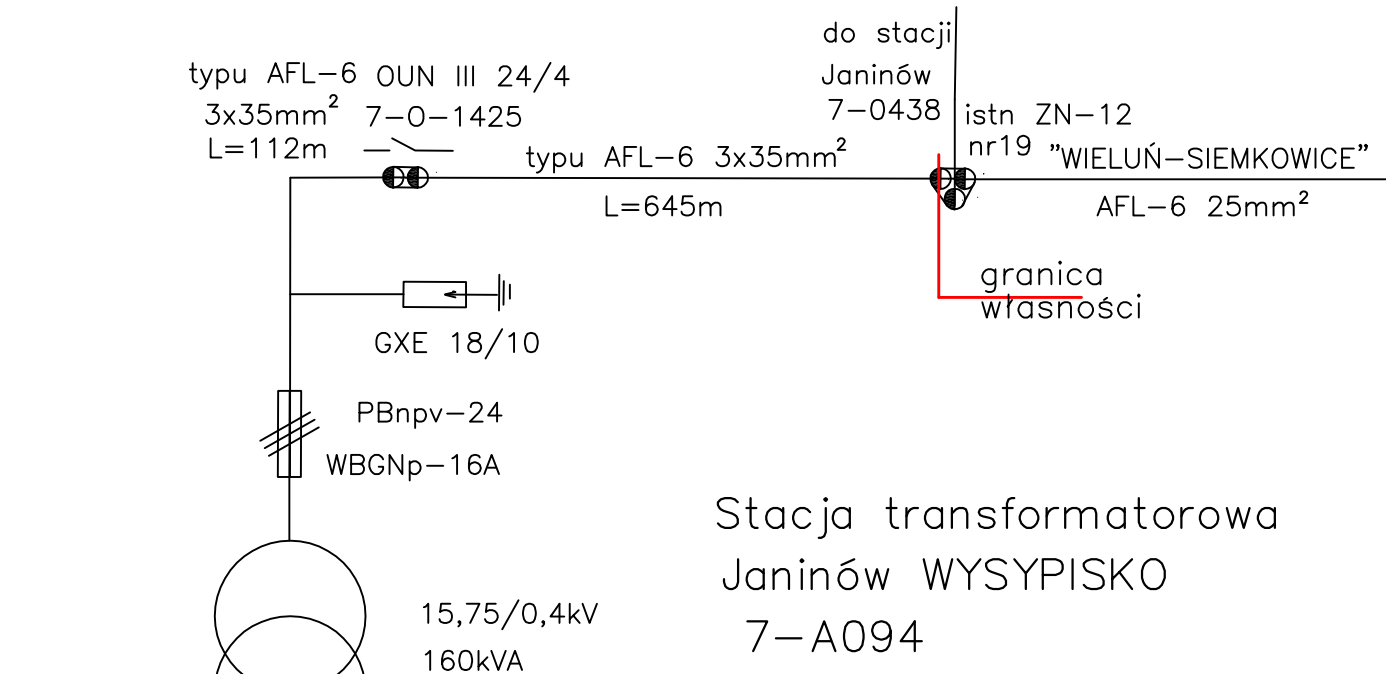 do stacji
Janinów
7-0438
typu AFL-6
3x35mm²
L=112m
OUN III 24/4
7-O-1425
istn ZN-12
nr19
"WIELUŃ-SIEMKOWICE"
typu AFL-6 3x35mm²
L=645m
AFL-6 25mm²
granica
własności
GXE 18/10
PBnpv-24
WBGNp-16A
Stacja transformatorowa
Janinów WYSYPISKO
7-A094
15,75/0,4kV
160kVA